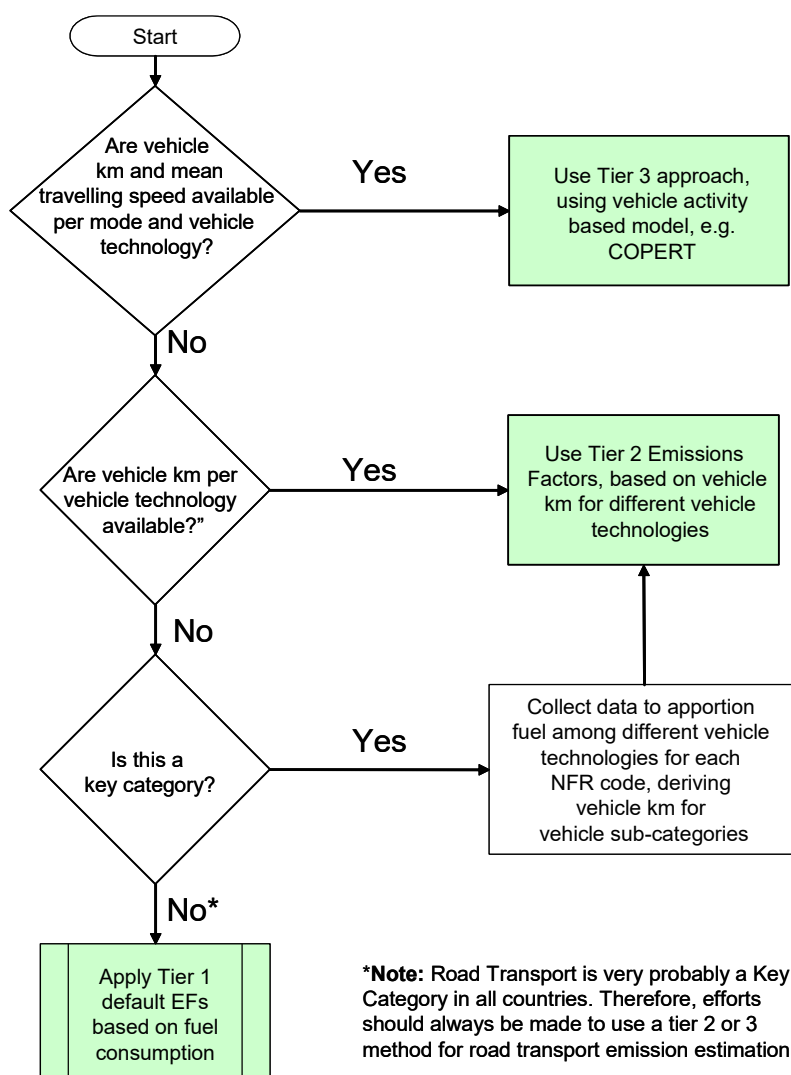 Start
Are vehicle
km and mean
travelling speed available
per mode and vehicle
technology?
Yes
Use Tier 3 approach,
using vehicle activity
based model, e.g.
COPERT
No
Are vehicle km per
vehicle technology
available?”
Yes
Use Tier 2 Emissions
Factors, based on vehicle
km for different vehicle
technologies
No
Is this a
key category?
Yes
Collect data to apportion
fuel among different vehicle
technologies for each
NFR code, deriving
vehicle km for
vehicle sub-categories
No*
Apply Tier 1
default EFs
based on fuel
consumption
*Note: Road Transport is very probably a Key
Category in all countries. Therefore, efforts
should always be made to use a tier 2 or 3
method for road transport emission estimation